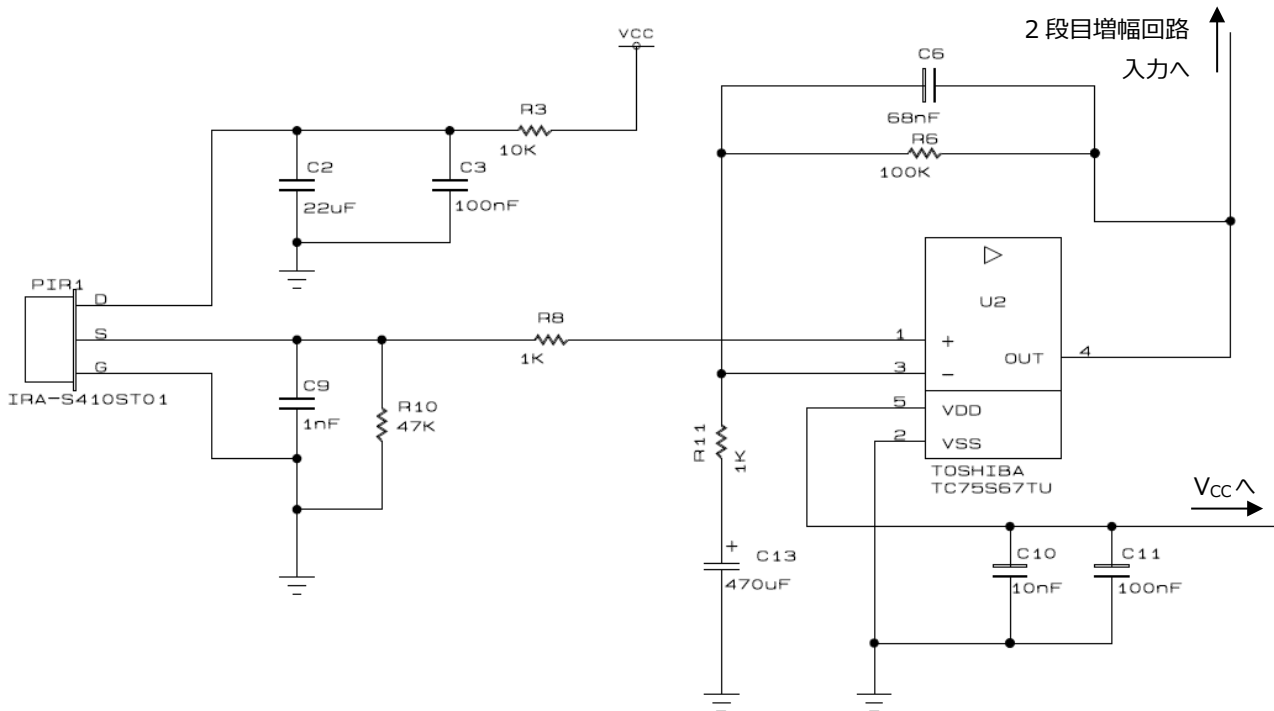 2 段目増幅回路
入力へ
VCC
C6
68nF
R6
100K
R3
10K
C2
22uF
C3
100nF
PIR1
D
S
G
IRA-S410ST01
C9
1nF
R10
47K
R8
1K
U2
1
+
OUT
4
3
−
5
VDD
2
VSS
TOSHIBA
TC75S67TU
R11
1K
VCCへ
+
C13
470uF
C10
10nF
C11
100nF